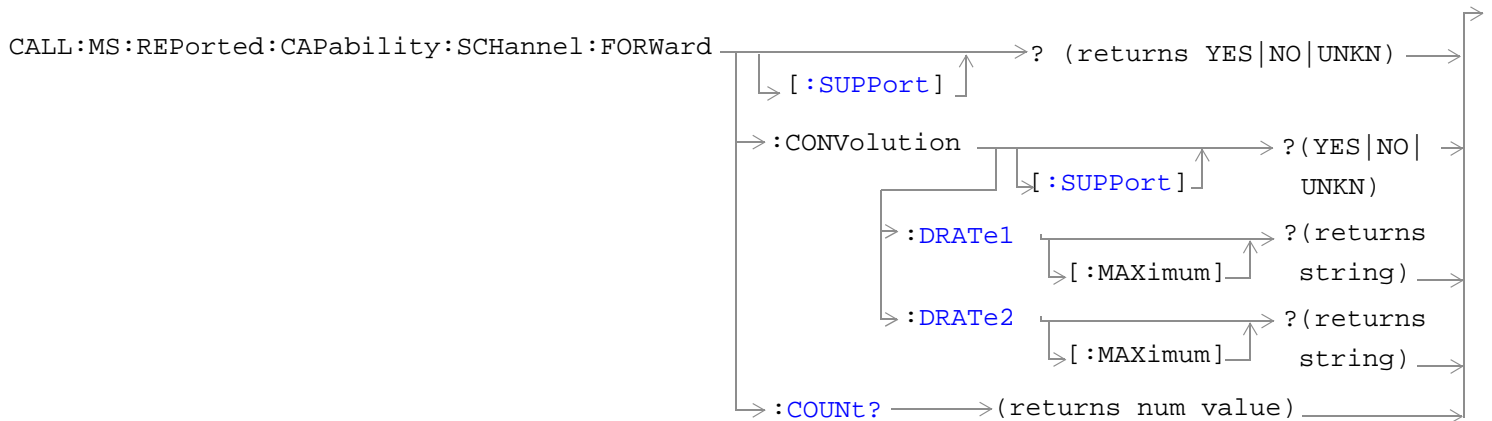 CALL:MS:REPorted:CAPability:SCHannel:FORWard
? (returns YES|NO|UNKN)
[:SUPPort]
:CONVolution
?(YES|NO|
UNKN)
[:SUPPort]
:DRATe1
?(returns
string)
[:MAXimum]
:DRATe2
?(returns
string)
[:MAXimum]
:COUNt?
(returns num value)